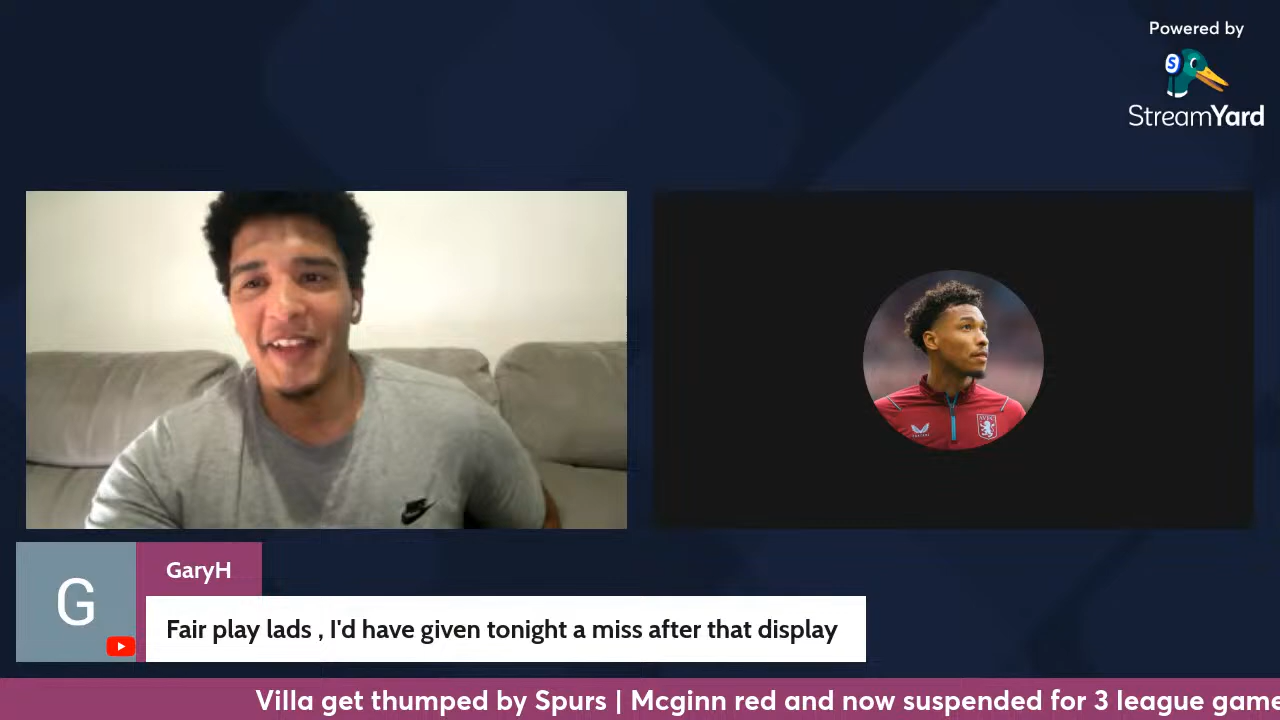 Powered by
S
StreamYard
AVFC
G
GaryH
Fair play lads , I'd have given tonight a miss after that display
Villa get thumped by Spurs | Mcginn red and now suspended for 3 league game